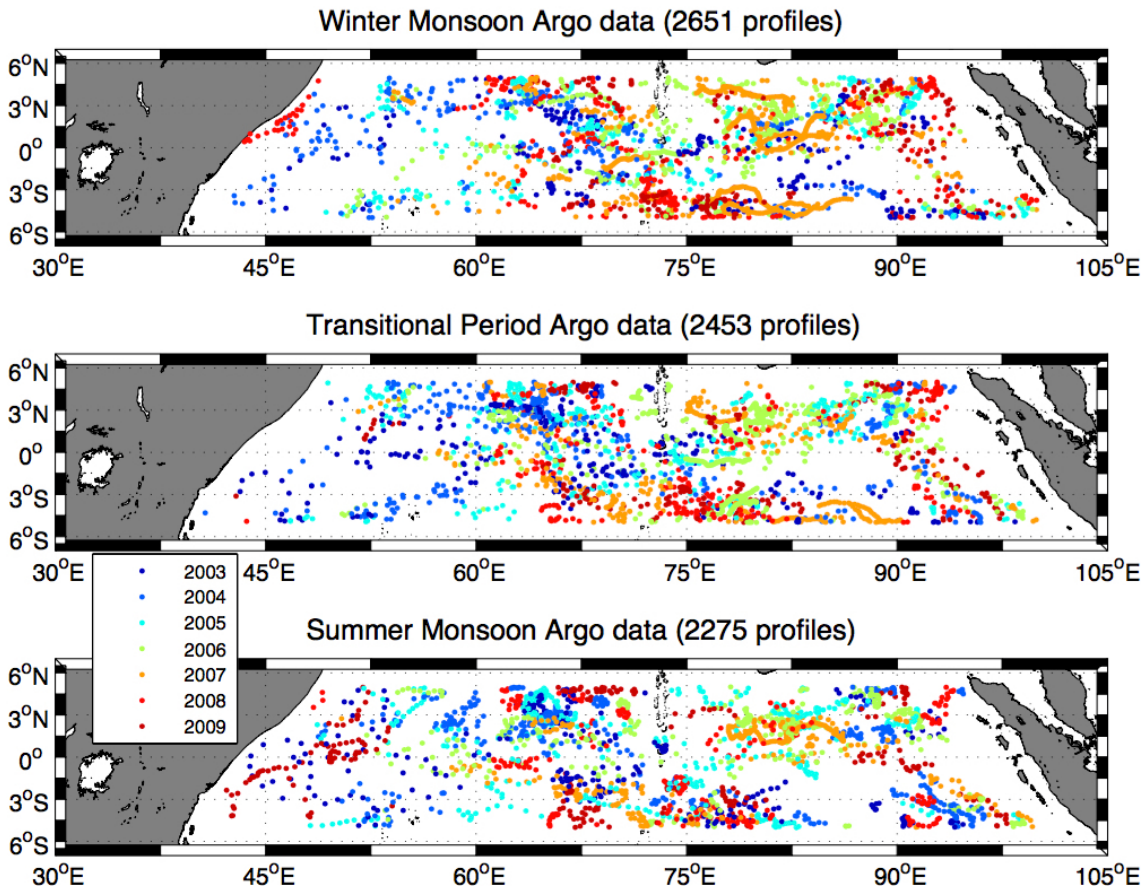 Winter Monsoon Argo data (2651 profiles)
6°N
3°N
0°
3°S
6°S
30°E 45°E 60°E 75°E 90°E 105°E
Transitional Period Argo data (2453 profiles)
6°N
3°N
0°
3°S
6°S
30°E 45°E 60°E 75°E 90°E 105°E
2003
2004
2005
2006
2007
2008
2009
Summer Monsoon Argo data (2275 profiles)
6°N
3°N
0°
3°S
6°S
30°E 45°E 60°E 75°E 90°E 105°E